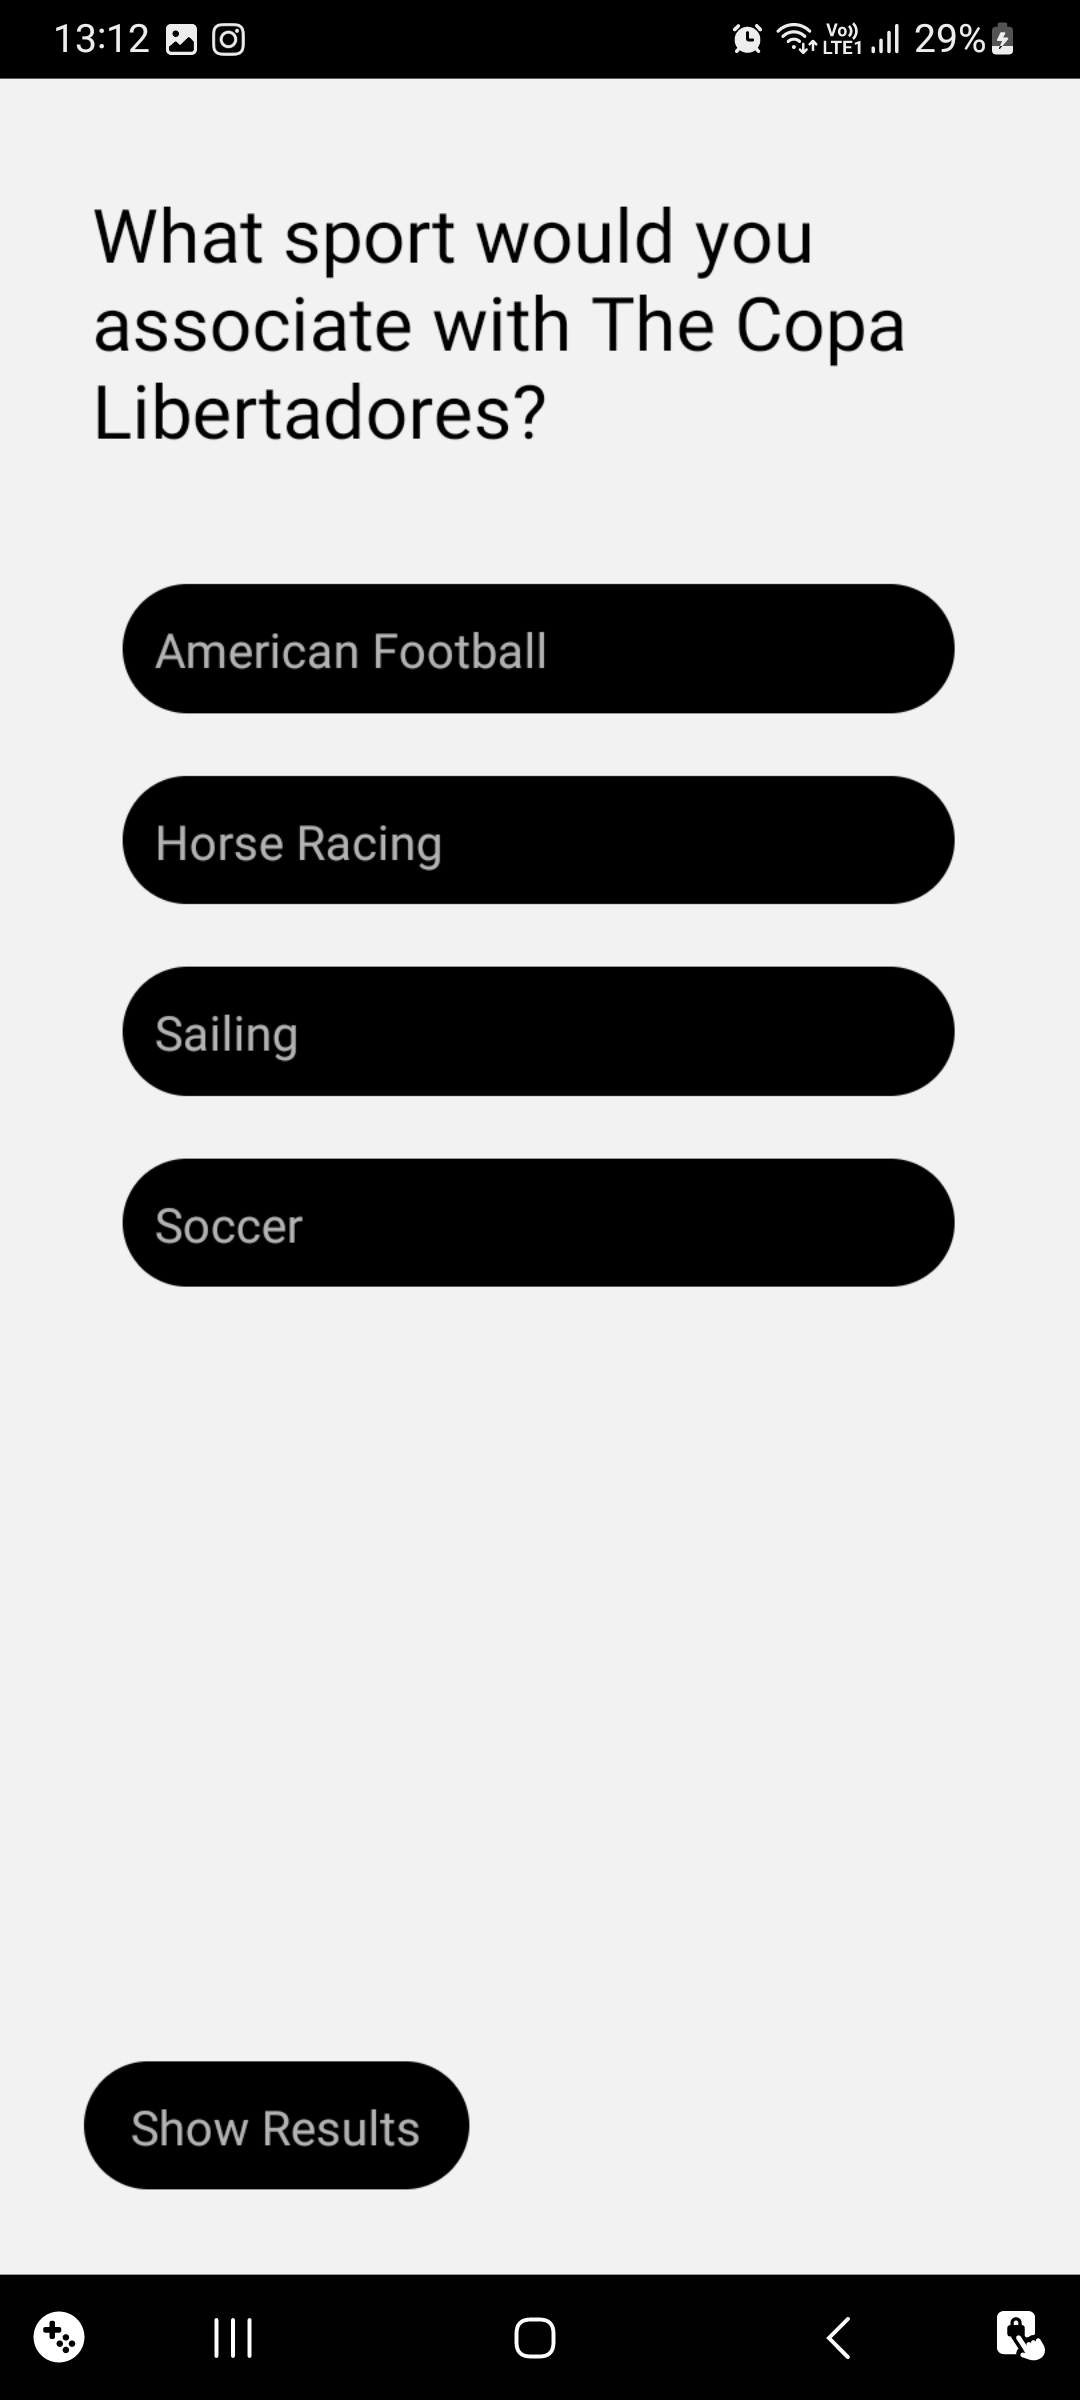 13:12 Vo)) LTE1 29%
What sport would you
associate with The Copa
Libertadores?
American Football
Horse Racing
Sailing
Soccer
Show Results